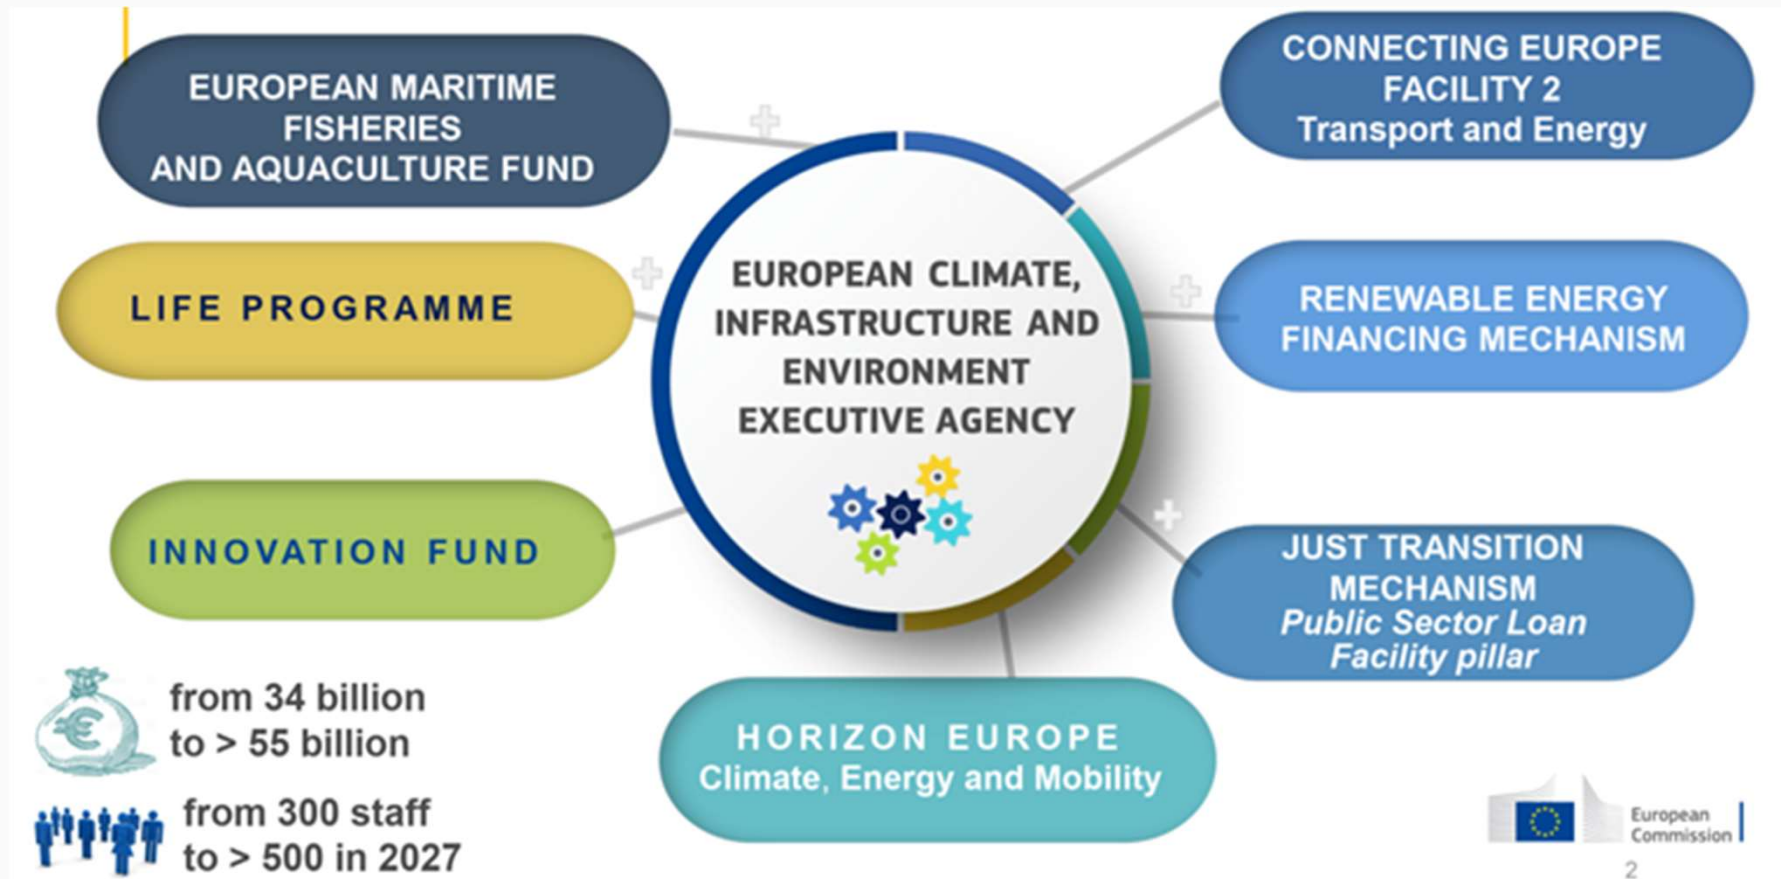 EUROPEAN MARITIME
FISHERIES
AND AQUACULTURE FUND
LIFE PROGRAMME
INNOVATION FUND
EUROPEAN CLIMATE,
INFRASTRUCTURE AND
ENVIRONMENT
EXECUTIVE AGENCY
CONNECTING EUROPE
FACILITY 2
Transport and Energy
RENEWABLE ENERGY
FINANCING MECHANISM
JUST TRANSITION
MECHANISM
Public Sector Loan
Facility pillar
HORIZON EUROPE
Climate, Energy and Mobility
€
from 34 billion
to > 55 billion
from 300 staff
to > 500 in 2027
European
Commission
2